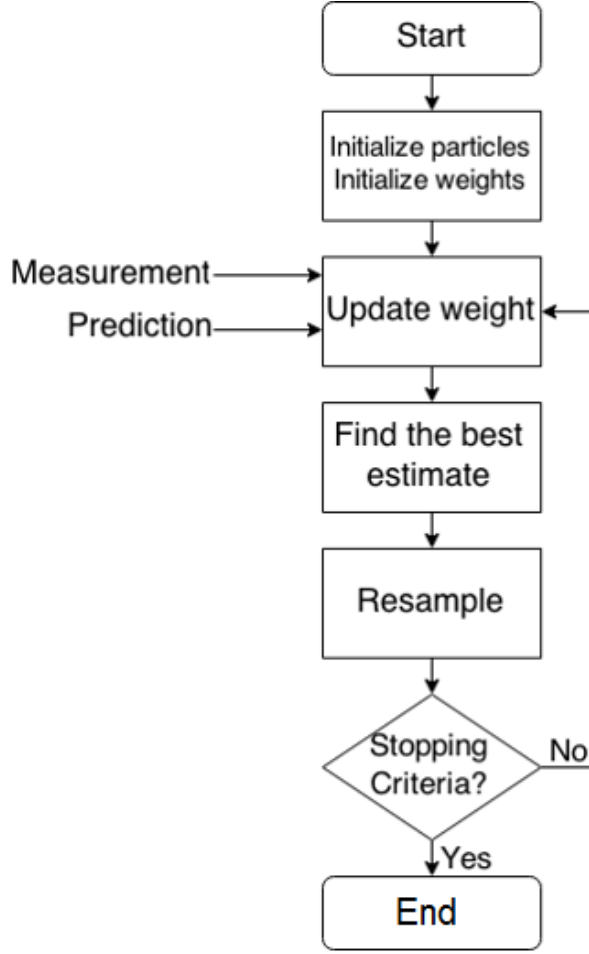 Start
Initialize particles
Initialize weights
Measurement
Prediction
Update weight
Find the best
estimate
Resample
Stopping
Criteria?
No
Yes
End